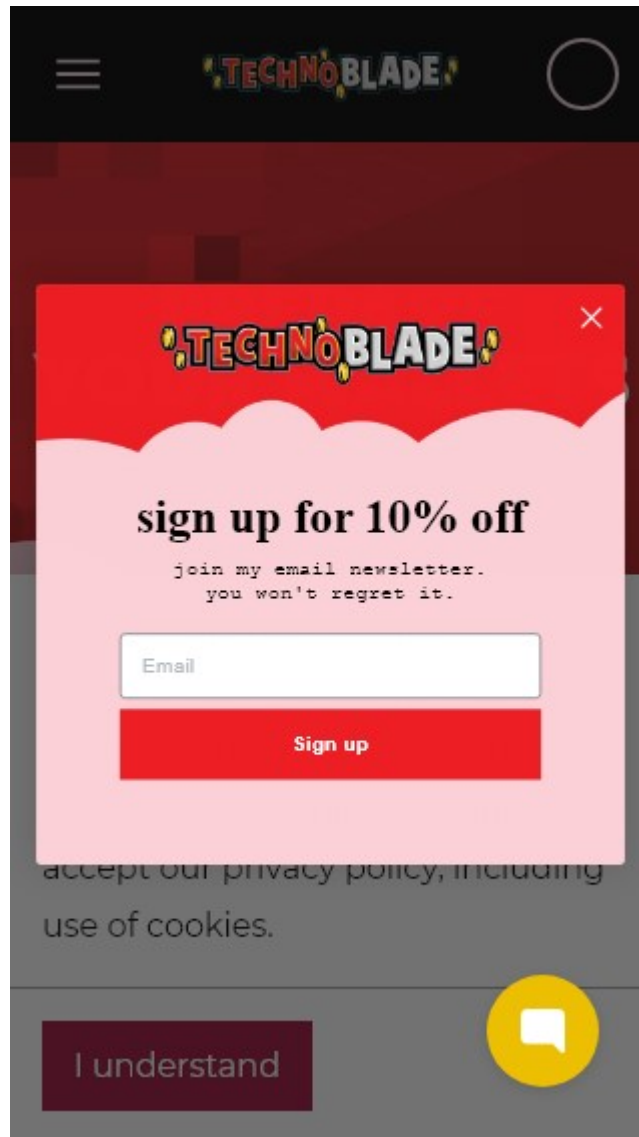 TECHNOBLADE
TECHNOBLADE
sign up for 10% off
join my email newsletter.
you won't regret it.
Email
Sign up
accept our privacy policy, including
use of cookies.
I understand